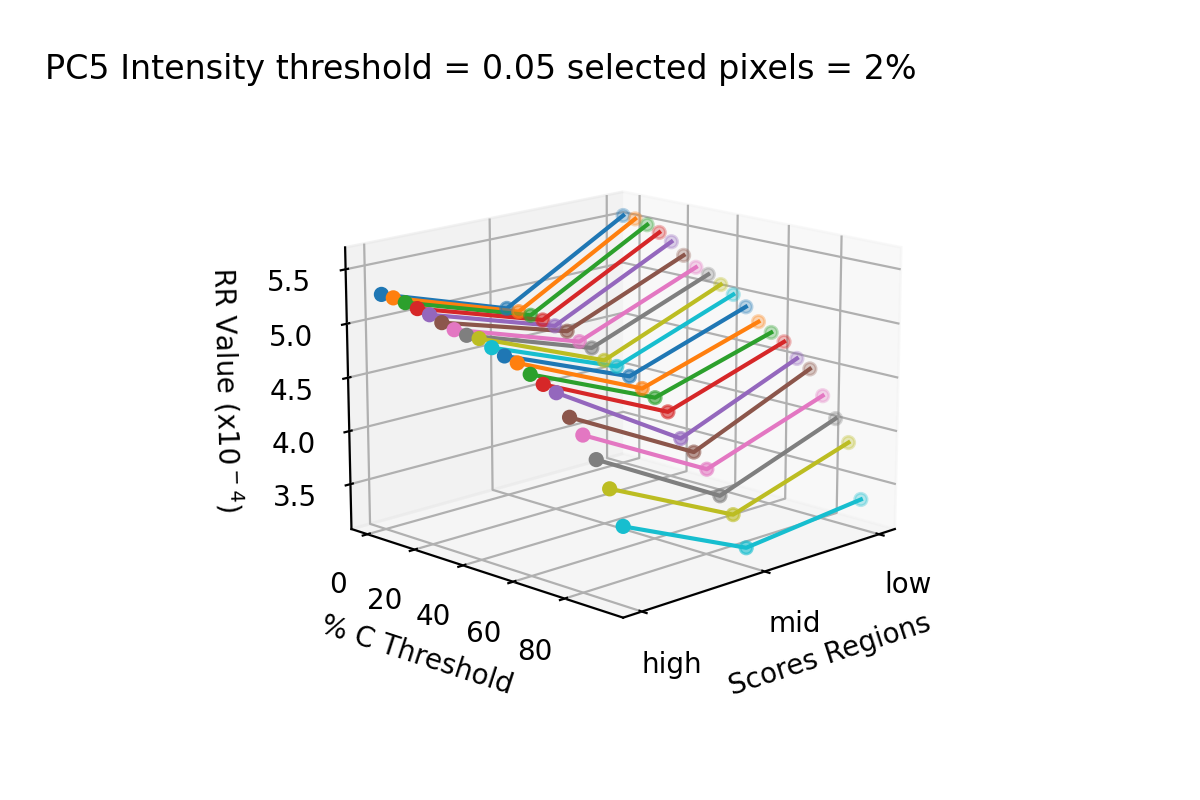 PC5 Intensity threshold = 0.05 selected pixels = 2%
RR Value (x10⁻⁴)
5.5
5.0
4.5
4.0
3.5
0
20
40
60
80
% C Threshold
low
mid
high
Scores Regions